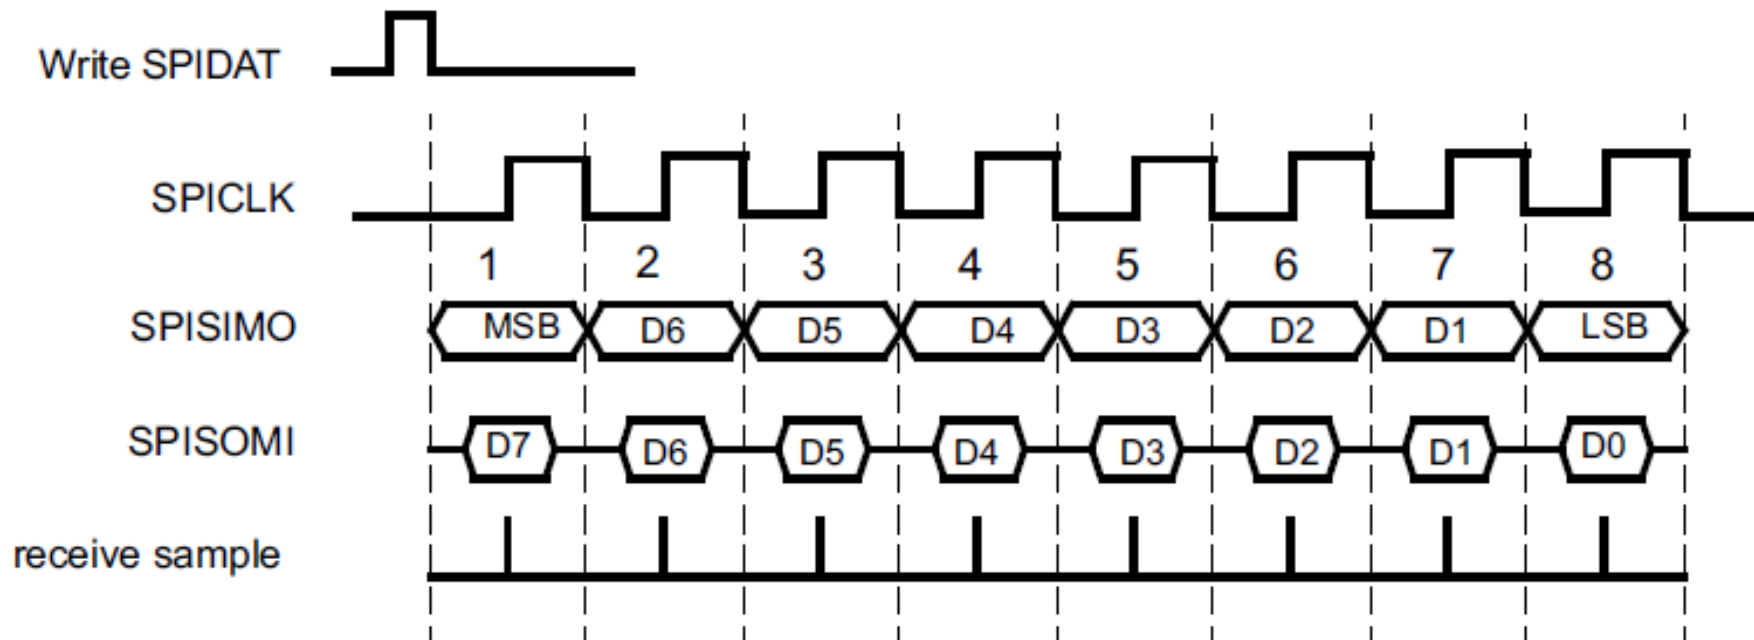 Write SPIDAT
SPICLK
1 2 3 4 5 6 7 8
SPISIMO MSB D6 D5 D4 D3 D2 D1 LSB
SPISOMI D7 D6 D5 D4 D3 D2 D1 D0
receive sample